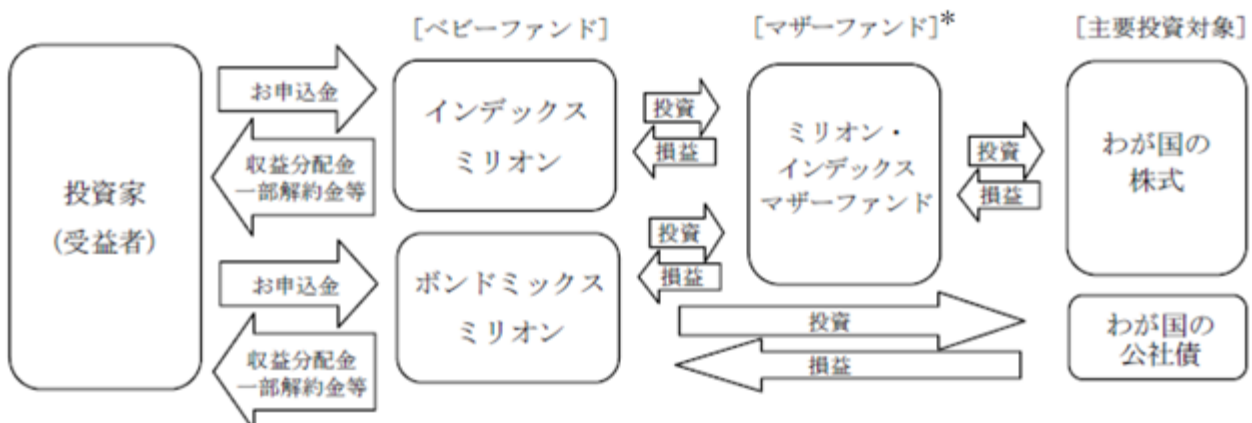 [ベビーファンド]
[マザーファンド]*
[主要投資対象]
投資家
(受益者)
お申込金
収益分配金
一部解約金等
お申込金
収益分配金
一部解約金等
インデックス
ミリオン
ボンドミックス
ミリオン
投資
損益
投資
損益
ミリオン・
インデックス
マザーファンド
投資
損益
わが国の
株式
投資
損益
わが国の
公社債